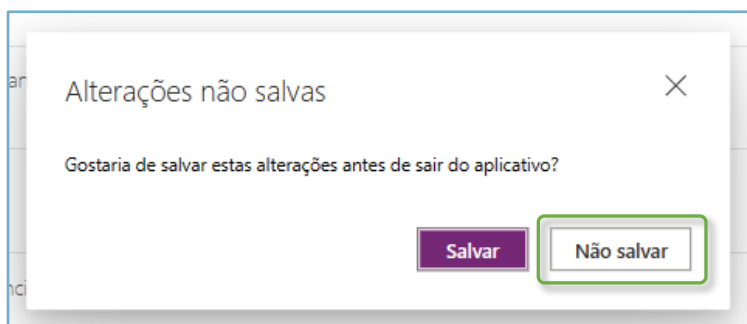 Alterações não salvas
Gostaria de salvar estas alterações antes de sair do aplicativo?
Salvar
Não salvar